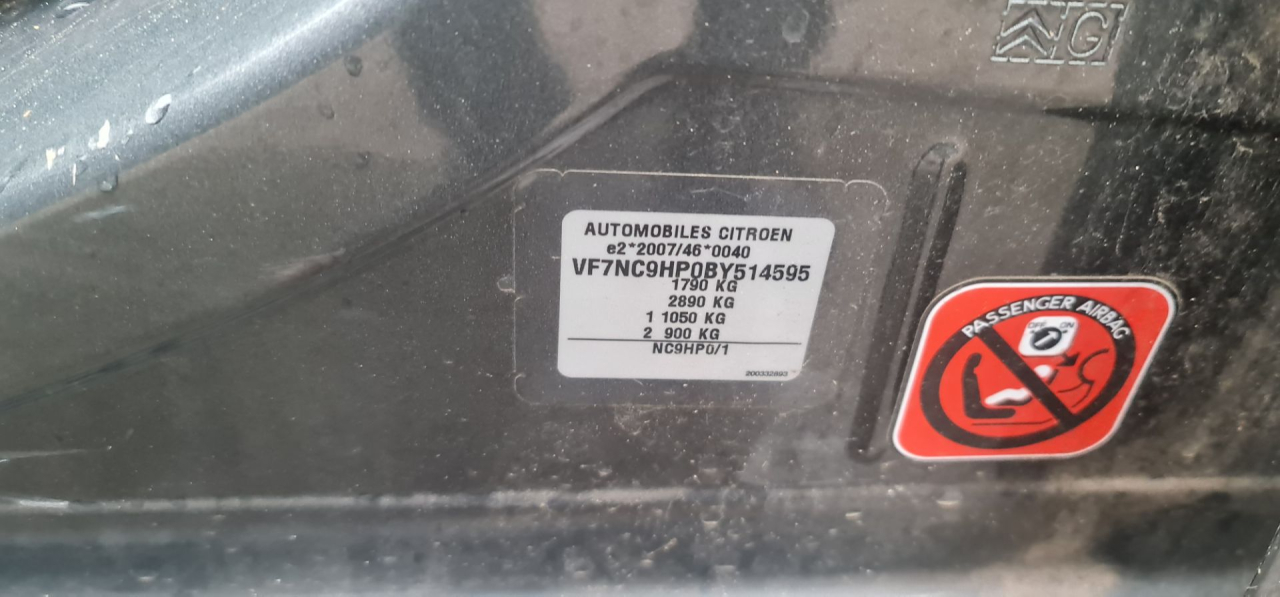 G
AUTOMOBILES CITROEN
e2*2007/46*0040
VF7NC9HP0BY514595
1790 KG
2890 KG
1 1050 KG
2 900 KG
NC9HP0/1
200332893
PASSENGER AIRBAG
OFF ON